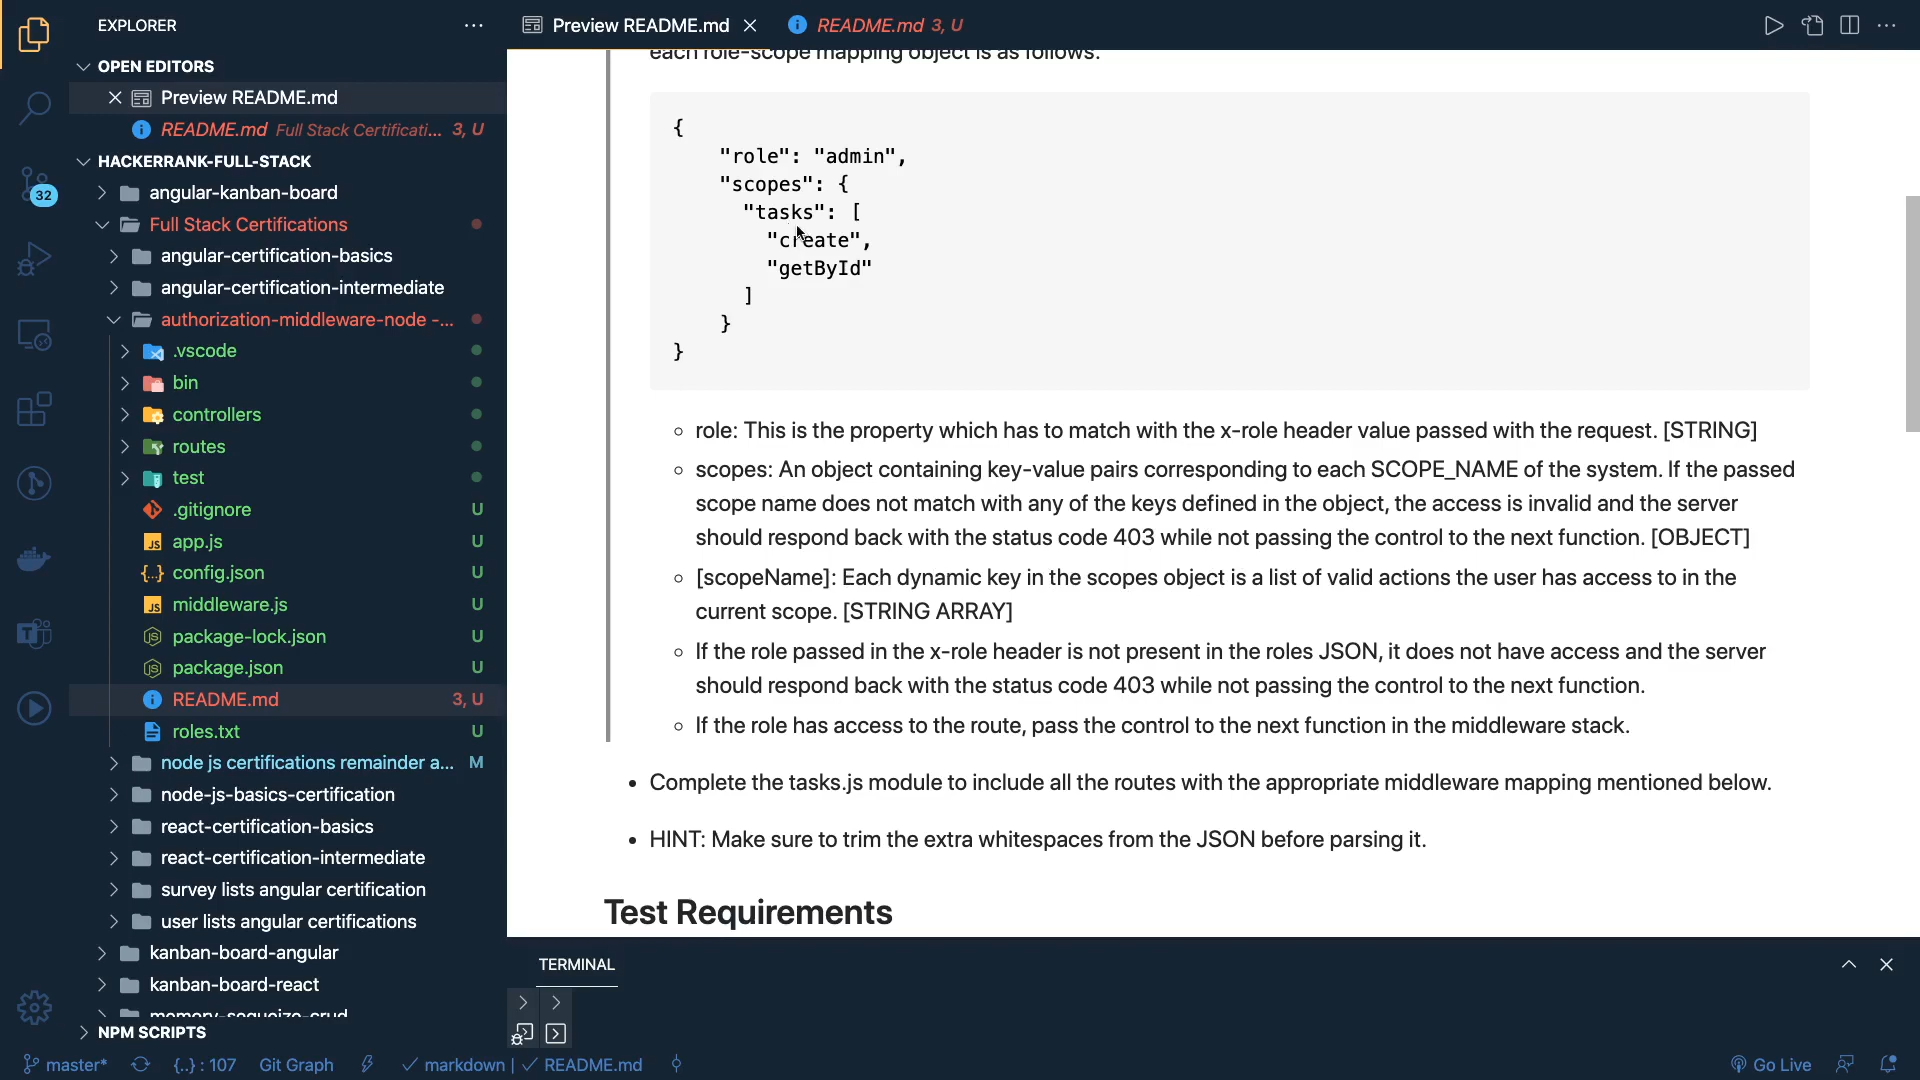 EXPLORER
OPEN EDITORS
Preview README.md
README.md Full Stack Certificati... 3, U
HACKERRANK-FULL-STACK
angular-kanban-board
Full Stack Certifications
angular-certification-basics
angular-certification-intermediate
authorization-middleware-node -...
.vscode
bin
controllers
routes
test
.gitignore U
app.js U
config.json U
middleware.js U
package-lock.json U
package.json U
README.md 3, U
roles.txt U
node js certifications remainder a... M
node-js-basics-certification
react-certification-basics
react-certification-intermediate
survey lists angular certification
user lists angular certifications
kanban-board-angular
kanban-board-react
NPM SCRIPTS
32
Preview README.md
README.md 3, U
each role-scope mapping object is as follows:
{
"role": "admin",
"scopes": {
"tasks": [
"create",
"getById"
]
}
}
role: This is the property which has to match with the x-role header value passed with the request. [STRING]
scopes: An object containing key-value pairs corresponding to each SCOPE_NAME of the system. If the passed
scope name does not match with any of the keys defined in the object, the access is invalid and the server
should respond back with the status code 403 while not passing the control to the next function. [OBJECT]
[scopeName]: Each dynamic key in the scopes object is a list of valid actions the user has access to in the
current scope. [STRING ARRAY]
If the role passed in the x-role header is not present in the roles JSON, it does not have access and the server
should respond back with the status code 403 while not passing the control to the next function.
If the role has access to the route, pass the control to the next function in the middleware stack.
Complete the tasks.js module to include all the routes with the appropriate middleware mapping mentioned below.
HINT: Make sure to trim the extra whitespaces from the JSON before parsing it.
Test Requirements
TERMINAL
master* {..} : 107 Git Graph markdown | README.md Go Live